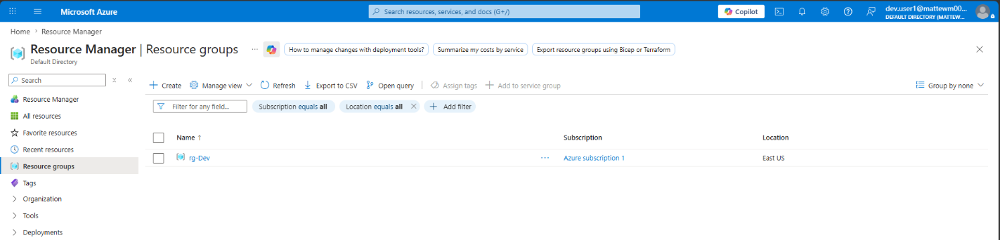 Microsoft Azure
Search resources, services, and docs (G+/)
Copilot
dev.user1@mattewm00...
DEFAULT DIRECTORY (MATTEW...
Home > Resource Manager
Resource Manager | Resource groups ...
How to manage changes with deployment tools?
Summarize my costs by service
Export resource groups using Bicep or Terraform
Default Directory
Search
Resource Manager
All resources
Favorite resources
Recent resources
Resource groups
Tags
Organization
Tools
Deployments
+ Create
Manage view
Refresh
Export to CSV
Open query
Assign tags
+ Add to service group
Group by none
Filter for any field...
Subscription equals all
Location equals all
+ Add filter
Name ↑
Subscription
Location
rg-Dev
...
Azure subscription 1
East US